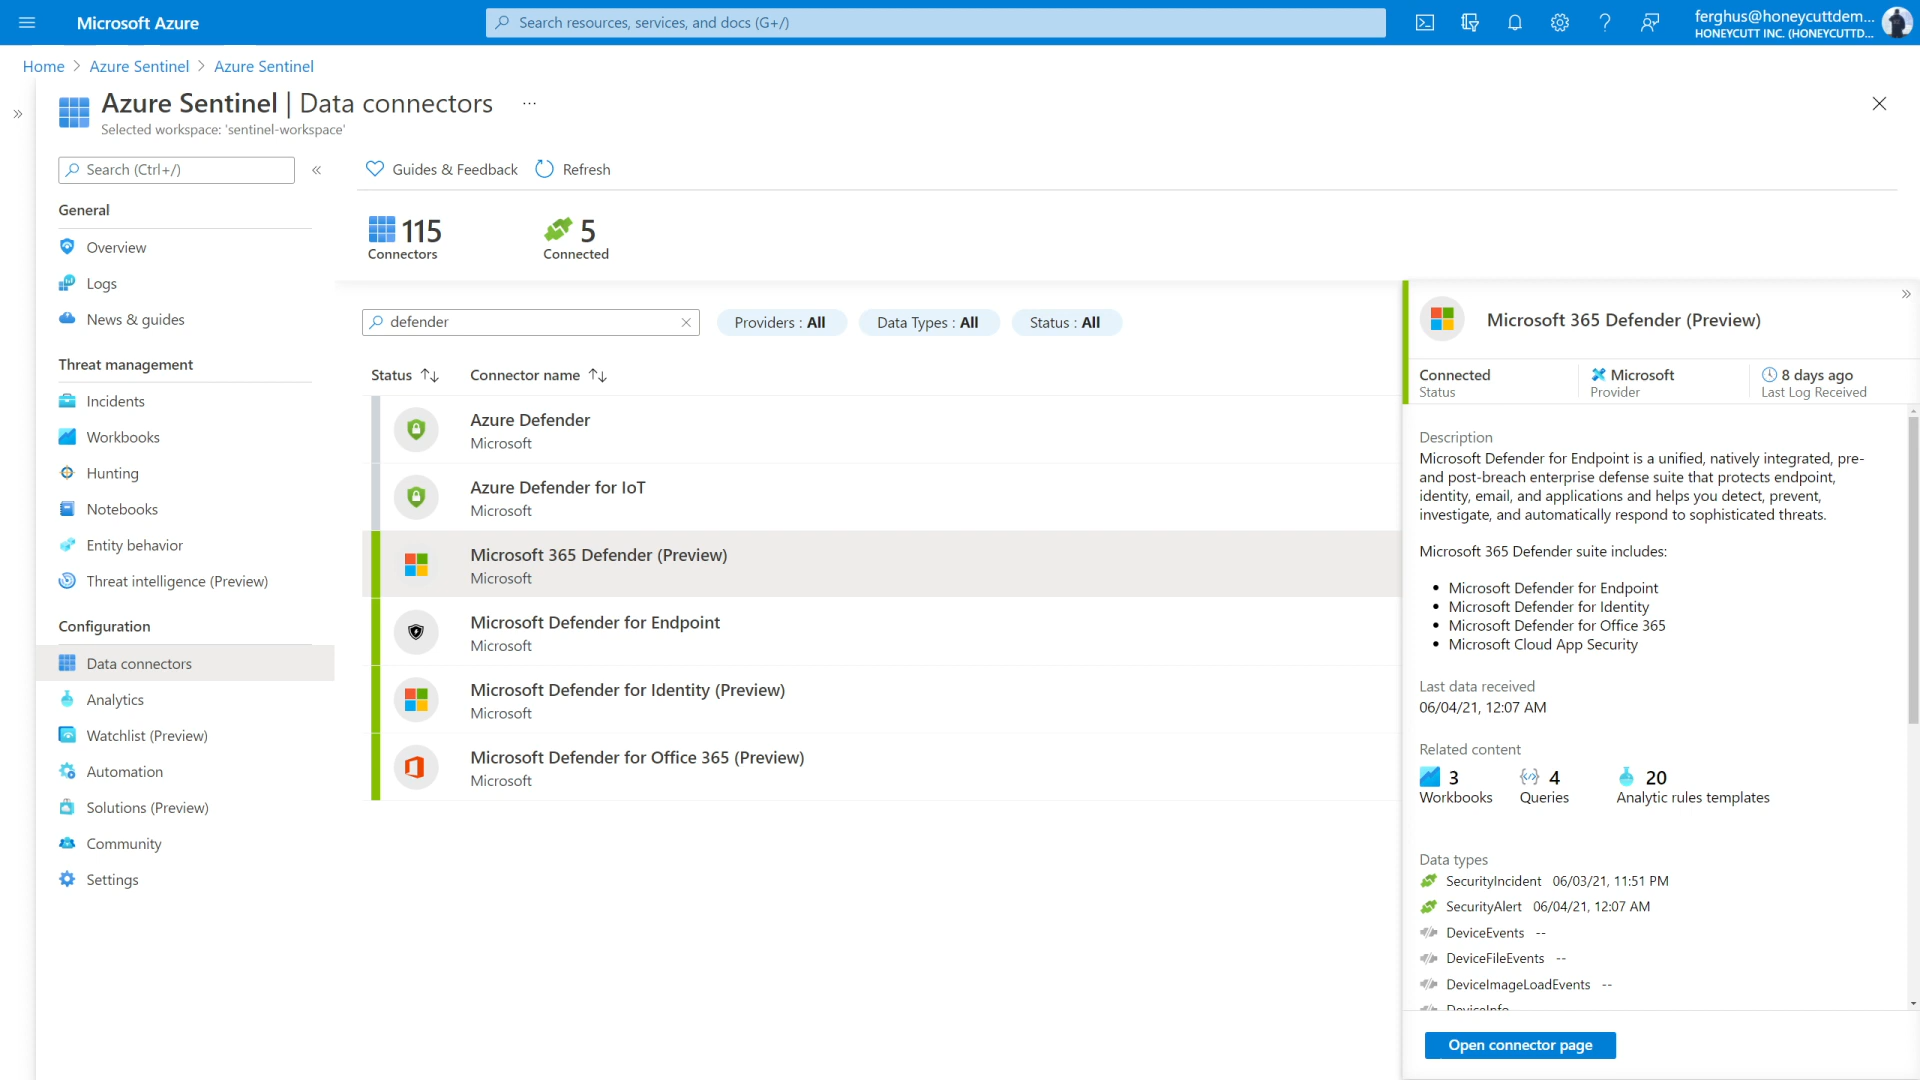 Microsoft Azure
Search resources, services, and docs (G+/)
ferghus@honeycuttdem...
HONEYCUTT INC. (HONEYCUTTD...
Home > Azure Sentinel > Azure Sentinel
Azure Sentinel | Data connectors ...
Selected workspace: 'sentinel-workspace'
Search (Ctrl+/)
General
Overview
Logs
News & guides
Threat management
Incidents
Workbooks
Hunting
Notebooks
Entity behavior
Threat intelligence (Preview)
Configuration
Data connectors
Analytics
Watchlist (Preview)
Automation
Solutions (Preview)
Community
Settings
Guides & Feedback
Refresh
115
Connectors
5
Connected
defender
Providers : All
Data Types : All
Status : All
Status
Connector name
Azure Defender
Microsoft
Azure Defender for IoT
Microsoft
Microsoft 365 Defender (Preview)
Microsoft
Microsoft Defender for Endpoint
Microsoft
Microsoft Defender for Identity (Preview)
Microsoft
Microsoft Defender for Office 365 (Preview)
Microsoft
Microsoft 365 Defender (Preview)
Connected
Status
Microsoft
Provider
8 days ago
Last Log Received
Description
Microsoft Defender for Endpoint is a unified, natively integrated, pre-
and post-breach enterprise defense suite that protects endpoint,
identity, email, and applications and helps you detect, prevent,
investigate, and automatically respond to sophisticated threats.
Microsoft 365 Defender suite includes:
• Microsoft Defender for Endpoint
• Microsoft Defender for Identity
• Microsoft Defender for Office 365
• Microsoft Cloud App Security
Last data received
06/04/21, 12:07 AM
Related content
3
Workbooks
4
Queries
20
Analytic rules templates
Data types
SecurityIncident 06/03/21, 11:51 PM
SecurityAlert 06/04/21, 12:07 AM
DeviceEvents --
DeviceFileEvents --
DeviceImageLoadEvents --
DeviceInfo
Open connector page